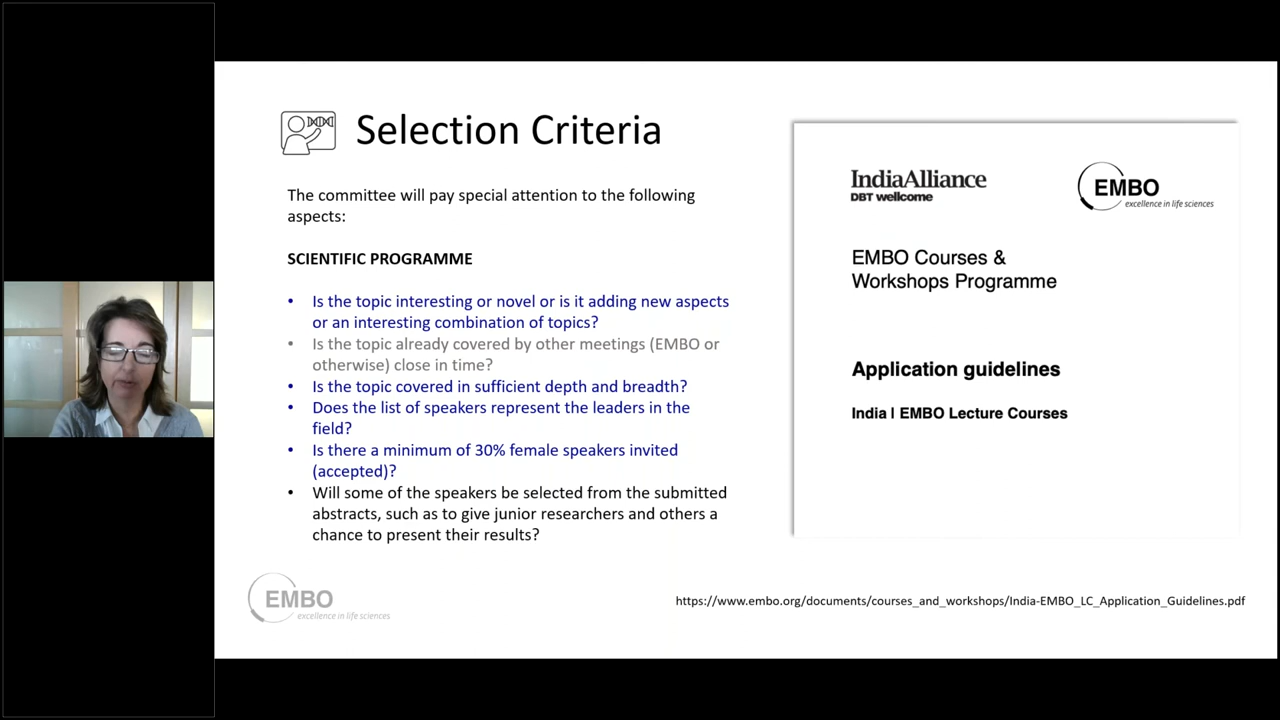 Selection Criteria
The committee will pay special attention to the following
aspects:
SCIENTIFIC PROGRAMME
• Is the topic interesting or novel or is it adding new aspects
or an interesting combination of topics?
• Is the topic already covered by other meetings (EMBO or
otherwise) close in time?
• Is the topic covered in sufficient depth and breadth?
• Does the list of speakers represent the leaders in the
field?
• Is there a minimum of 30% female speakers invited
(accepted)?
• Will some of the speakers be selected from the submitted
abstracts, such as to give junior researchers and others a
chance to present their results?
IndiaAlliance
DBT wellcome
EMBO
excellence in life sciences
EMBO Courses &
Workshops Programme
Application guidelines
India | EMBO Lecture Courses
EMBO
excellence in life sciences
https://www.embo.org/documents/courses_and_workshops/India-EMBO_LC_Application_Guidelines.pdf